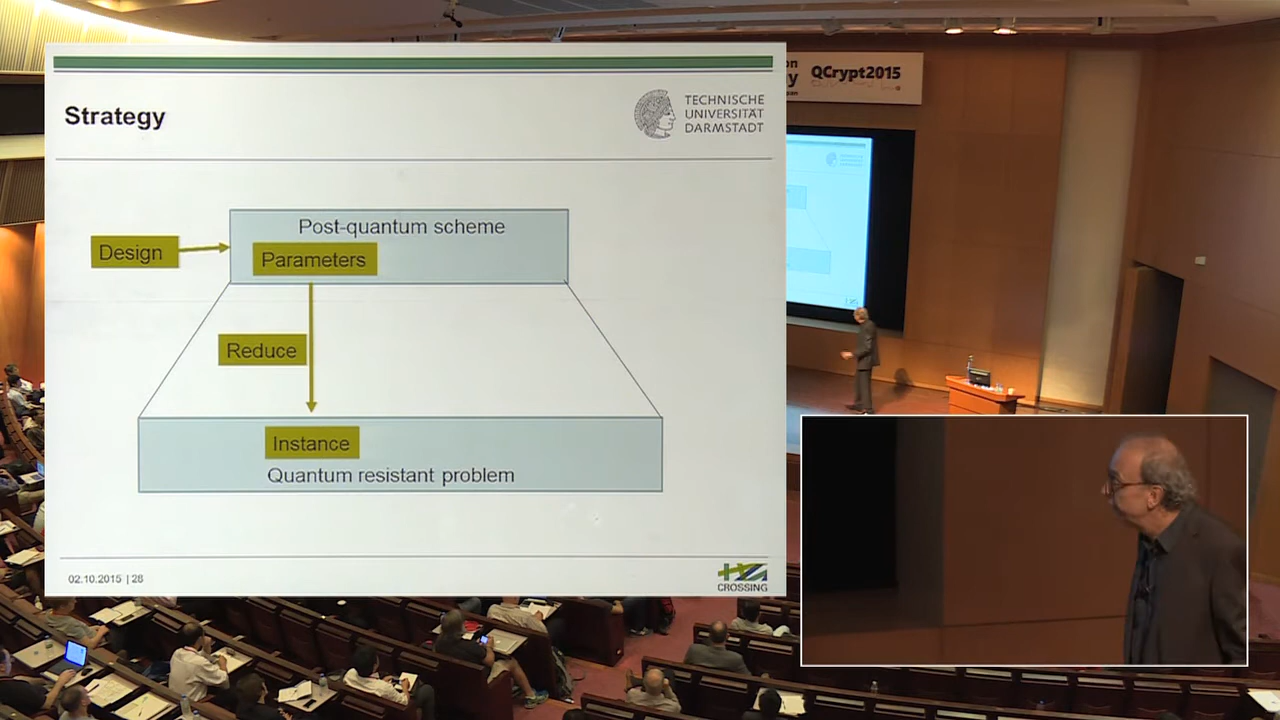 Strategy
TECHNISCHE
UNIVERSITÄT
DARMSTADT
Post-quantum scheme
Design
Parameters
Reduce
Instance
Quantum resistant problem
02.10.2015 | 28
CROSSING
QCrypt2015